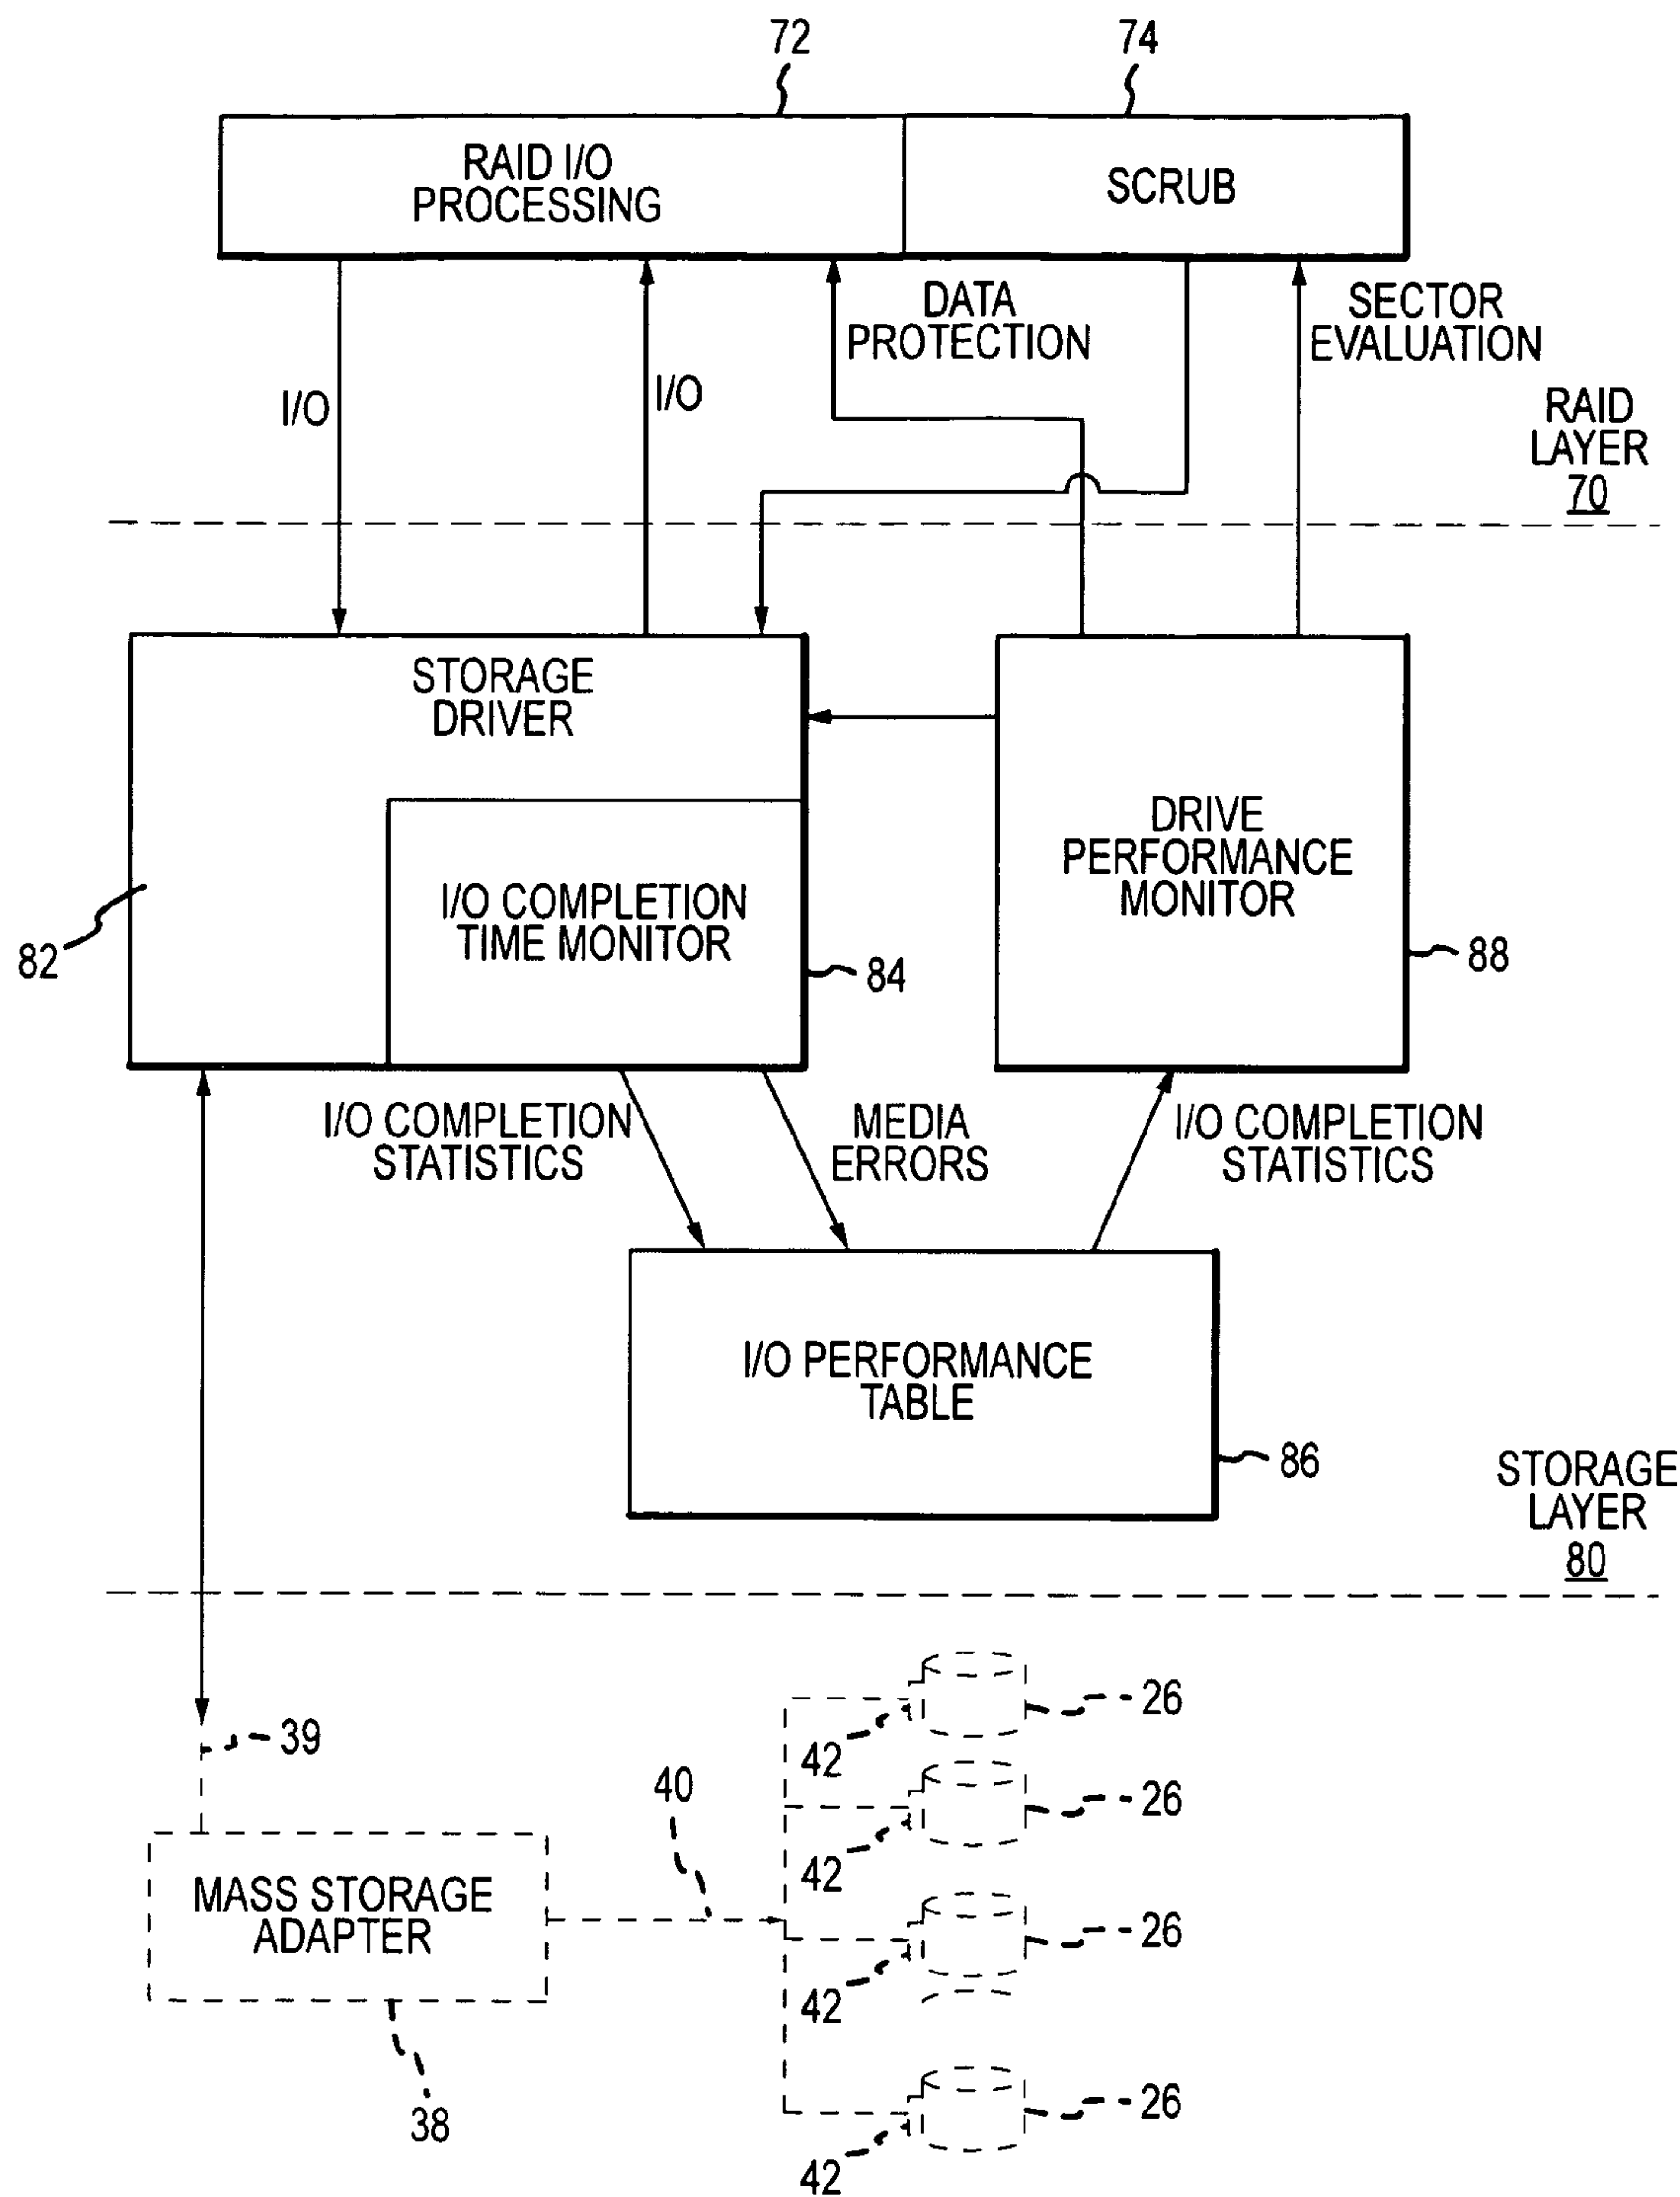 72
74
RAID I/O
PROCESSING
SCRUB
DATA
PROTECTION
SECTOR
EVALUATION
I/O
I/O
RAID
LAYER
70
STORAGE
DRIVER
DRIVE
PERFORMANCE
MONITOR
I/O COMPLETION
TIME MONITOR
82
84
88
I/O COMPLETION
STATISTICS
MEDIA
ERRORS
I/O COMPLETION
STATISTICS
I/O PERFORMANCE
TABLE
86
STORAGE
LAYER
80
39
40
42
26
42
26
42
26
42
26
MASS STORAGE
ADAPTER
38